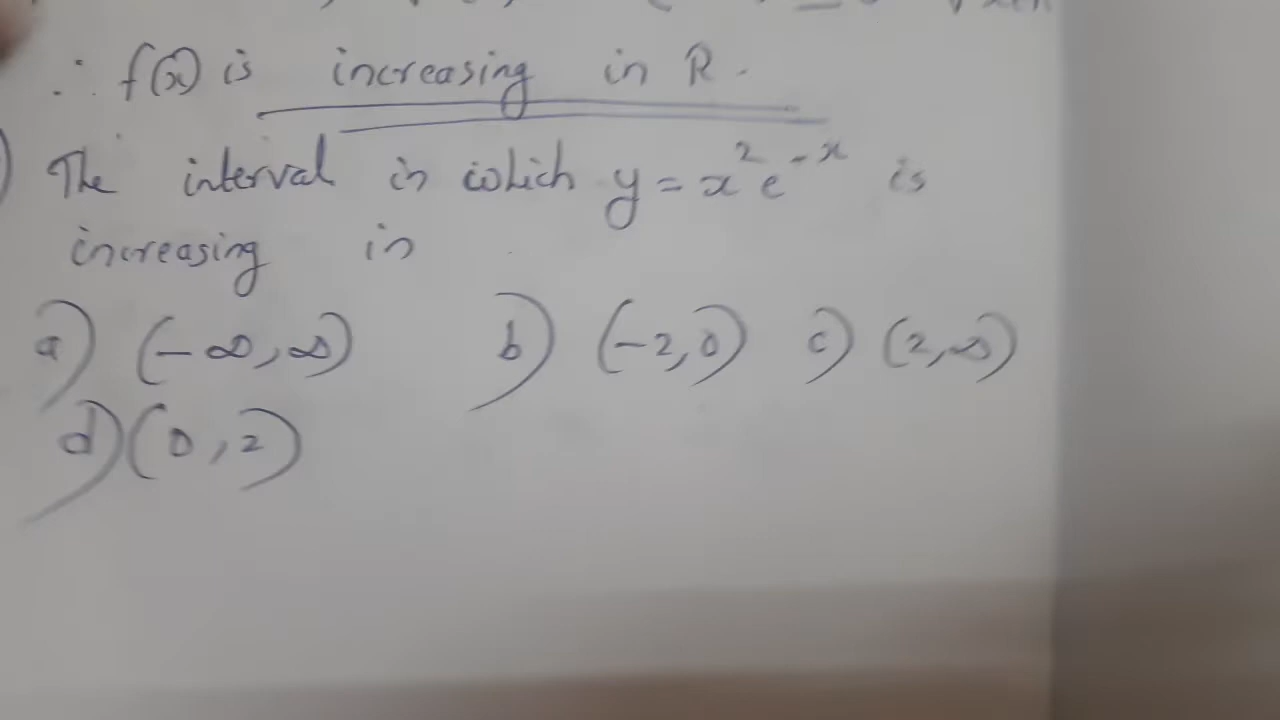 ∴ f(x) is increasing in R.
) The interval in which y = x² e⁻ˣ is
increasing in
a) (-∞, ∞) b) (-2, 0) c) (2, ∞)
d) (0, 2)